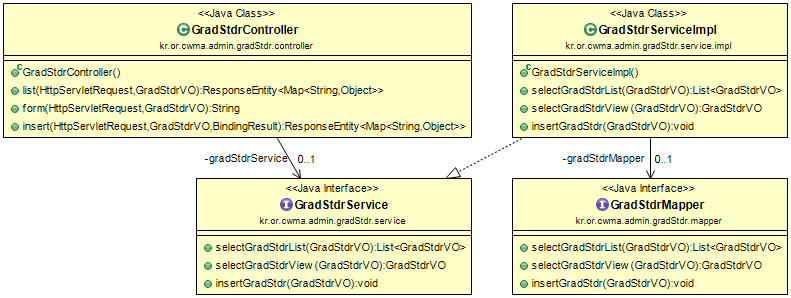 <<Java Class>>
GradStdrController
kr.or.cwma.admin.gradStdr.controller
GradStdrController()
list(HttpServletRequest,GradStdrVO):ResponseEntity<Map<String,Object>>
form(HttpServletRequest,GradStdrVO):String
insert(HttpServletRequest,GradStdrVO,BindingResult):ResponseEntity<Map<String,Object>>
<<Java Class>>
GradStdrServiceImpl
kr.or.cwma.admin.gradStdr.service.impl
GradStdrServiceImpl()
selectGradStdrList(GradStdrVO):List<GradStdrVO>
selectGradStdrView (GradStdrVO):GradStdrVO
insertGradStdr(GradStdrVO):void
-gradStdrService 0..1
-gradStdrMapper 0..1
<<Java Interface>>
GradStdrService
kr.or.cwma.admin.gradStdr.service
selectGradStdrList(GradStdrVO):List<GradStdrVO>
selectGradStdrView (GradStdrVO):GradStdrVO
insertGradStdr(GradStdrVO):void
<<Java Interface>>
GradStdrMapper
kr.or.cwma.admin.gradStdr.mapper
selectGradStdrList(GradStdrVO):List<GradStdrVO>
selectGradStdrView (GradStdrVO):GradStdrVO
insertGradStdr(GradStdrVO):void